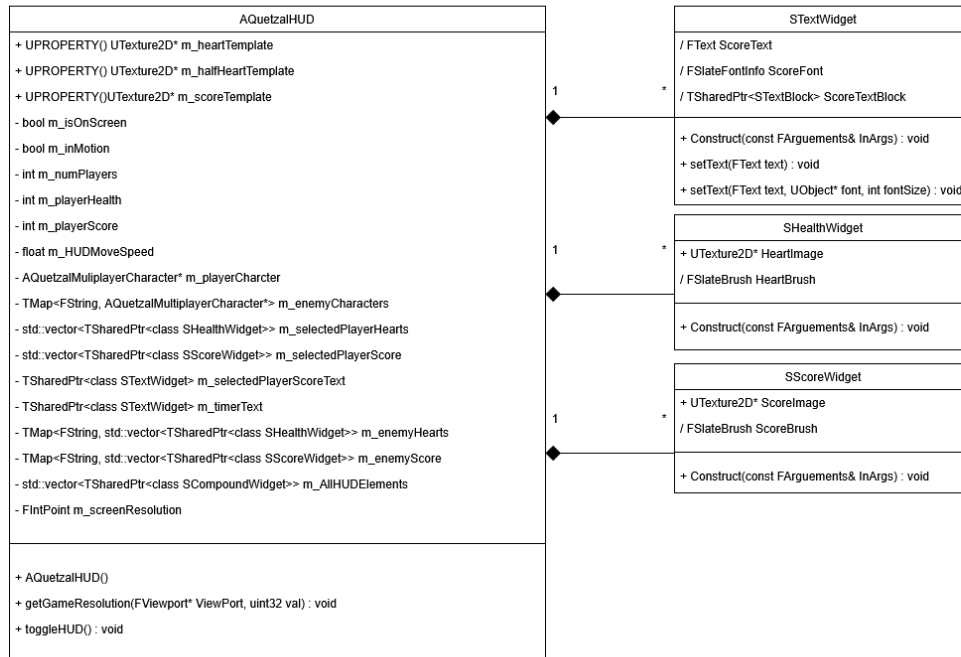 AQuetzalHUD
+ UPROPERTY() UTexture2D* m_heartTemplate
+ UPROPERTY() UTexture2D* m_halfHeartTemplate
+ UPROPERTY()UTexture2D* m_scoreTemplate
- bool m_isOnScreen
- bool m_inMotion
- int m_numPlayers
- int m_playerHealth
- int m_playerScore
- float m_HUDMoveSpeed
- AQuetzalMuliplayerCharacter* m_playerCharcter
- TMap<FString, AQuetzalMultiplayerCharacter*> m_enemyCharacters
- std::vector<TSharedPtr<class SHealthWidget>> m_selectedPlayerHearts
- std::vector<TSharedPtr<class SScoreWidget>> m_selectedPlayerScore
- TSharedPtr<class STextWidget> m_selectedPlayerScoreText
- TSharedPtr<class STextWidget> m_timerText
- TMap<FString, std::vector<TSharedPtr<class SHealthWidget>> m_enemyHearts
- TMap<FString, std::vector<TSharedPtr<class SScoreWidget>> m_enemyScore
- std::vector<TSharedPtr<class SCompoundWidget>> m_AllHUDElements
- FIntPoint m_screenResolution
+ AQuetzalHUD()
+ getGameResolution(FViewport* ViewPort, uint32 val) : void
+ toggleHUD() : void
1
*
STextWidget
/ FText ScoreText
/ FSlateFontInfo ScoreFont
/ TSharedPtr<STextBlock> ScoreTextBlock
+ Construct(const FArguements& InArgs) : void
+ setText(FText text) : void
+ setText(FText text, UObject* font, int fontSize) : void
1
*
SHealthWidget
+ UTexture2D* HeartImage
/ FSlateBrush HeartBrush
+ Construct(const FArguements& InArgs) : void
1
*
SScoreWidget
+ UTexture2D* ScoreImage
/ FSlateBrush ScoreBrush
+ Construct(const FArguements& InArgs) : void